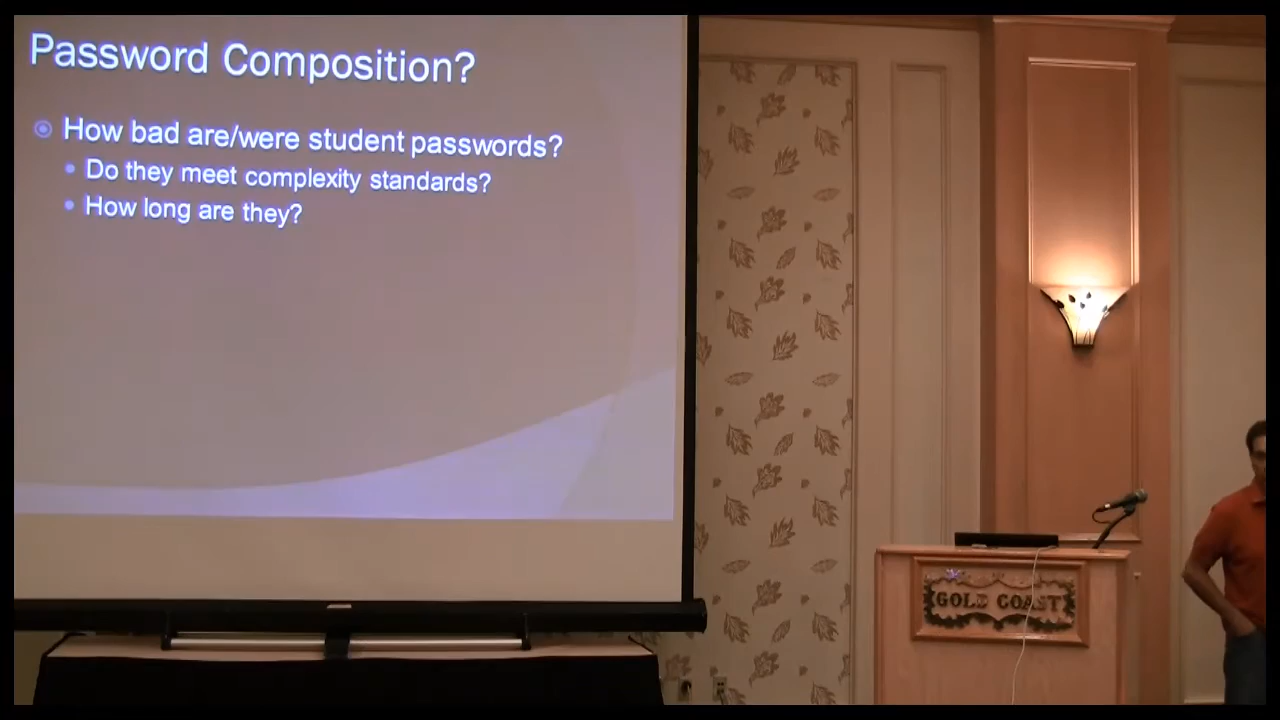 Password Composition?
How bad are/were student passwords?
Do they meet complexity standards?
How long are they?
GOLD COAST